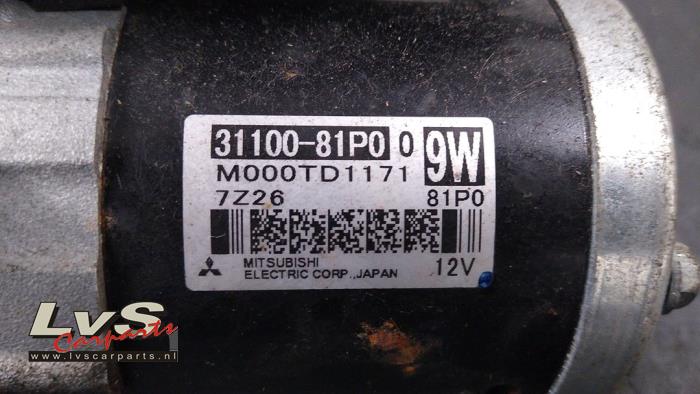 31100-81P0 0 9W
M000TD1171
7Z26 81P0
MITSUBISHI
ELECTRIC CORP., JAPAN 12V
LvS
Carparts
www.lvscarparts.nl